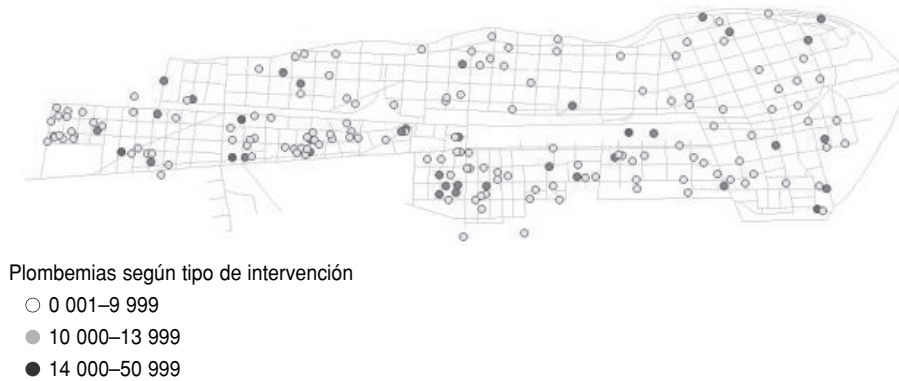 Plombemias según tipo de intervención
0 001–9 999
10 000–13 999
14 000–50 999